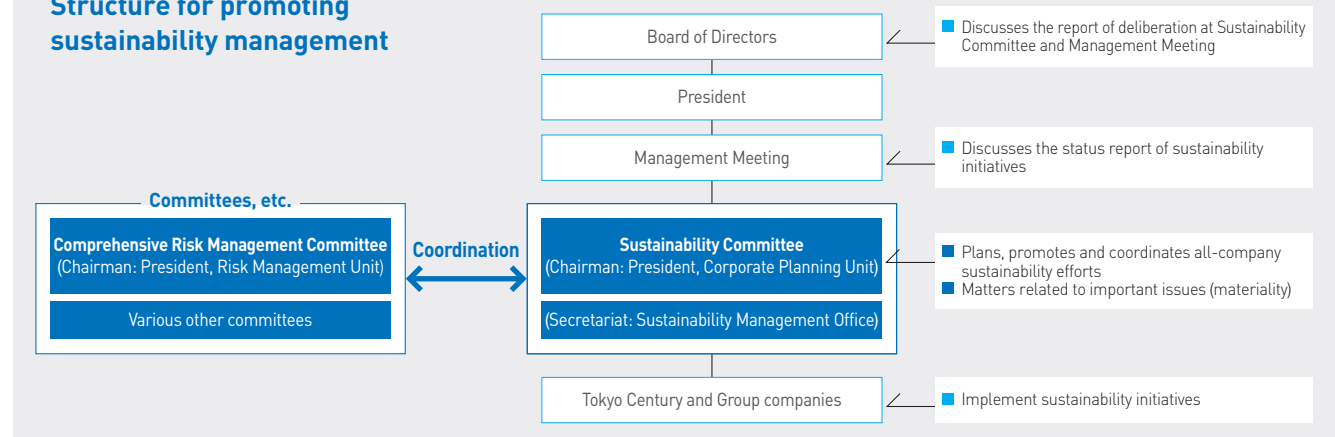 Structure for promoting
sustainability management
Board of Directors
Discusses the report of deliberation at Sustainability
Committee and Management Meeting
President
Management Meeting
Discusses the status report of sustainability
initiatives
Committees, etc.
Comprehensive Risk Management Committee
(Chairman: President, Risk Management Unit)
Various other committees
Coordination
Sustainability Committee
(Chairman: President, Corporate Planning Unit)
(Secretariat: Sustainability Management Office)
Plans, promotes and coordinates all-company
sustainability efforts
Matters related to important issues (materiality)
Tokyo Century and Group companies
Implement sustainability initiatives